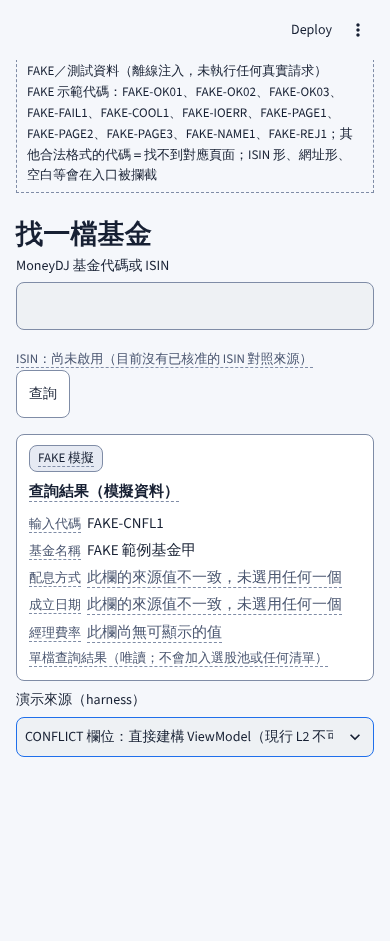 Deploy
FAKE／測試資料（離線注入，未執行任何真實請求）
FAKE 示範代碼：FAKE-OK01、FAKE-OK02、FAKE-OK03、
FAKE-FAIL1、FAKE-COOL1、FAKE-IOERR、FAKE-PAGE1、
FAKE-PAGE2、FAKE-PAGE3、FAKE-NAME1、FAKE-REJ1；其
他合法格式的代碼＝找不到對應頁面；ISIN 形、網址形、
空白等會在入口被攔截
找一檔基金
MoneyDJ 基金代碼或 ISIN
ISIN：尚未啟用（目前沒有已核准的 ISIN 對照來源）
查詢
FAKE 模擬
查詢結果（模擬資料）
輸入代碼 FAKE-CNFL1
基金名稱 FAKE 範例基金甲
配息方式 此欄的來源值不一致，未選用任何一個
成立日期 此欄的來源值不一致，未選用任何一個
經理費率 此欄尚無可顯示的值
單檔查詢結果（唯讀；不會加入選股池或任何清單）
演示來源（harness）
CONFLICT 欄位：直接建構 ViewModel（現行 L2 不